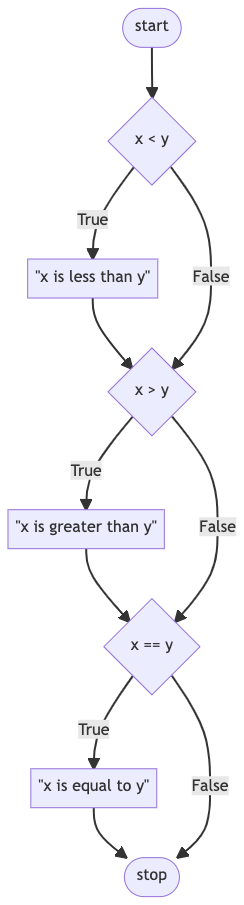 start
x < y
True
"x is less than y"
False
x > y
True
"x is greater than y"
False
x == y
True
"x is equal to y"
False
stop